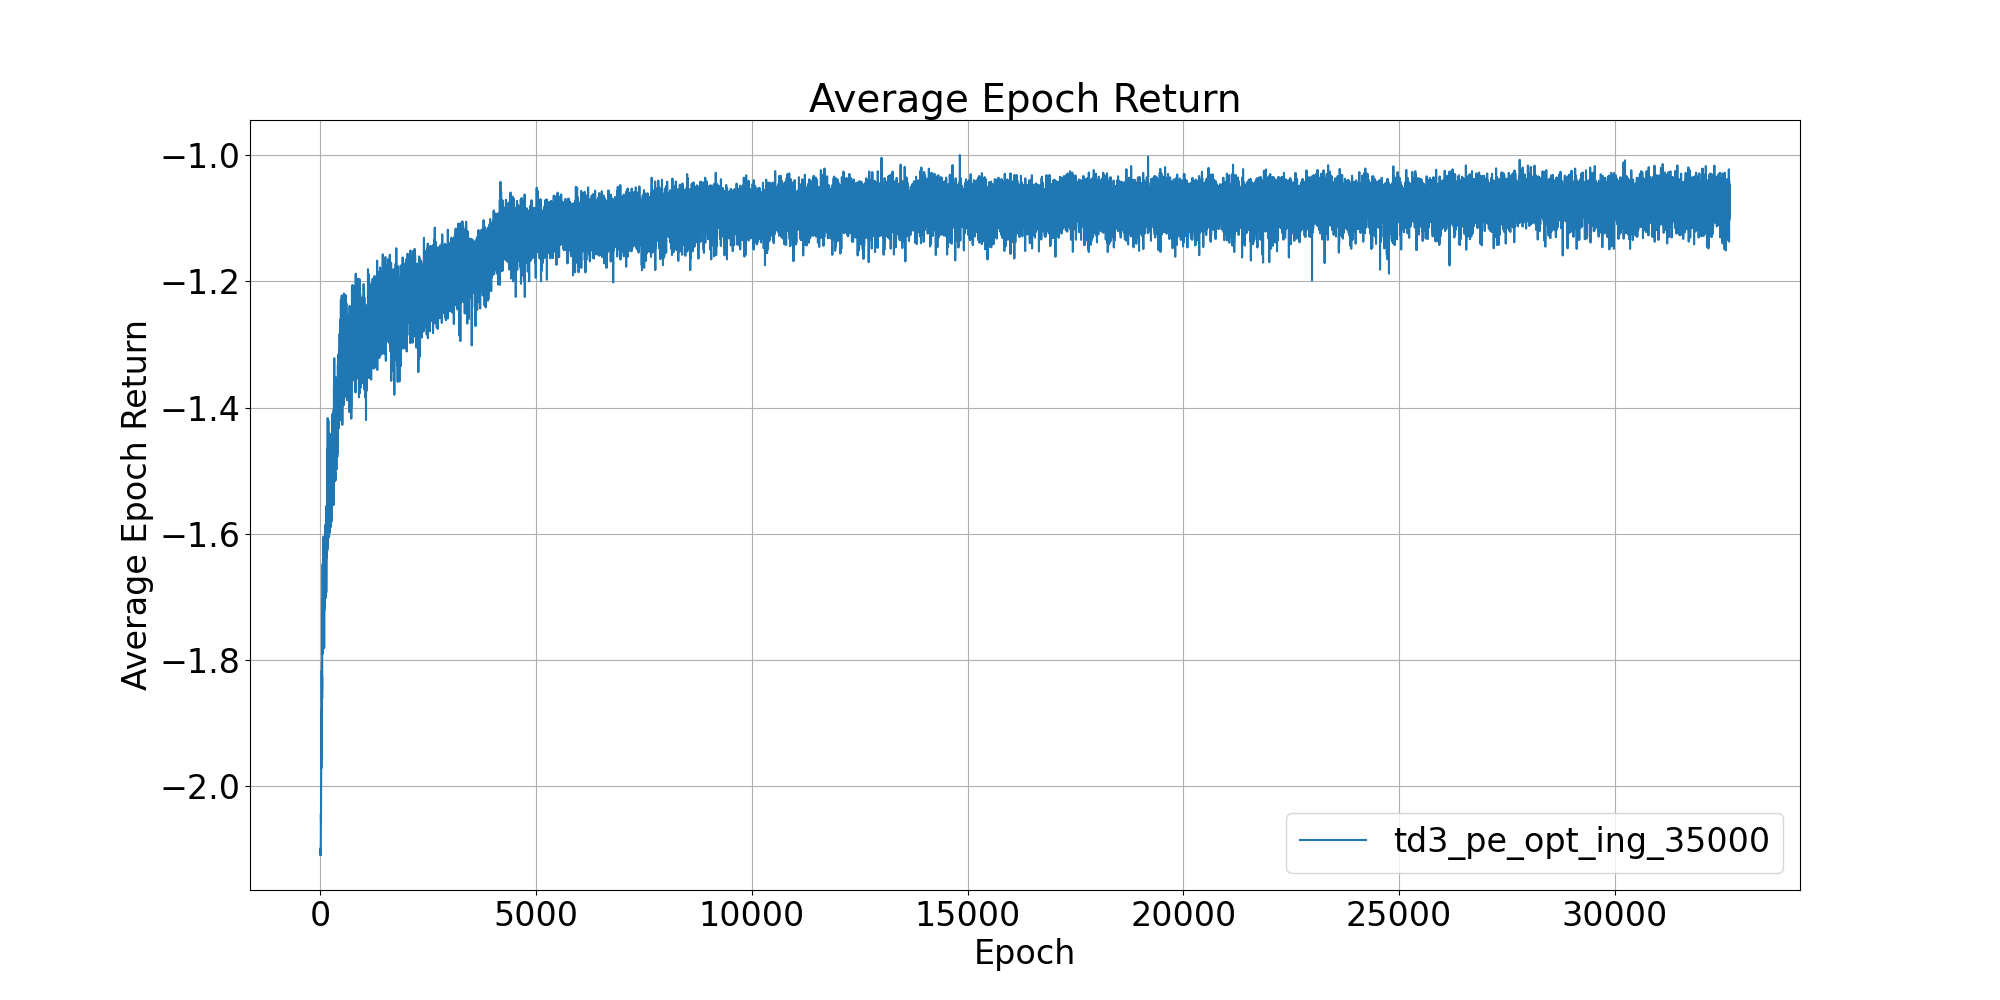 Average Epoch Return
−1.0
−1.2
−1.4
−1.6
−1.8
−2.0
Average Epoch Return
td3_pe_opt_ing_35000
0 5000 10000 15000 20000 25000 30000
Epoch